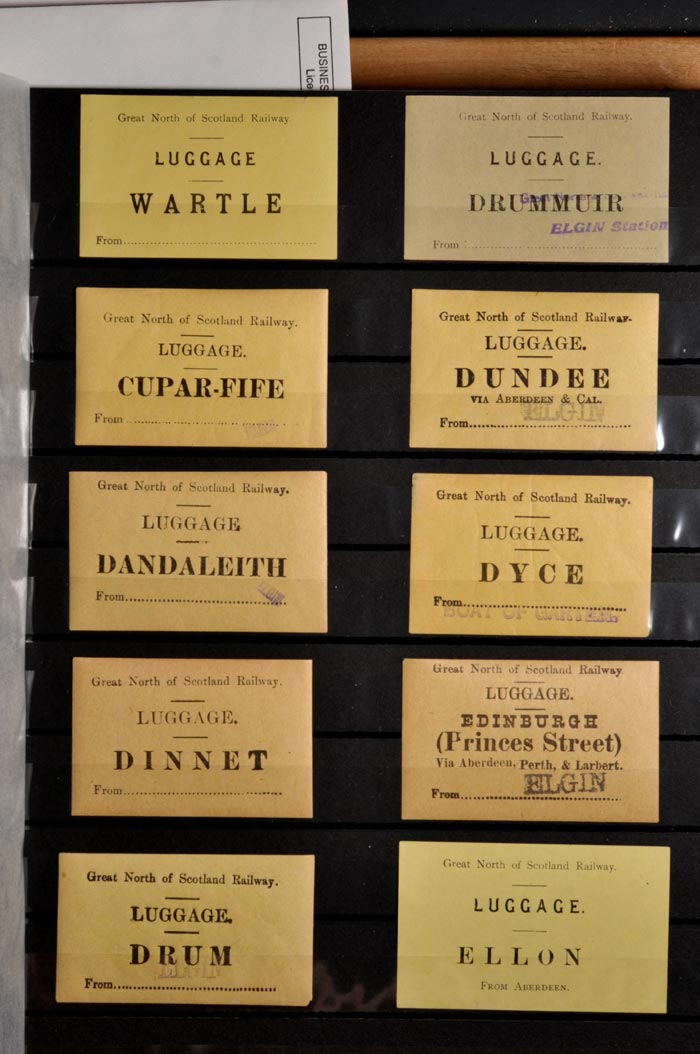 BUSINES
Lice
Great North of Scotland Railway.
LUGGAGE
WARTLE
From
Great North of Scotland Railway.
LUGGAGE.
DRUMMUIR
ELGIN Station
From
Great North of Scotland Railway.
LUGGAGE.
CUPAR-FIFE
From
Great North of Scotland Railway.
LUGGAGE.
DUNDEE
VIA ABERDEEN & CAL.
ELGIN
From
Great North of Scotland Railway.
LUGGAGE
DANDALEITH
From
Great North of Scotland Railway.
LUGGAGE.
DYCE
From
BOAT OF GARTEN.
Great North of Scotland Railway.
LUGGAGE.
DINNET
From
Great North of Scotland Railway
LUGGAGE.
EDINBURGH
(Princes Street)
Via Aberdeen, Perth, & Larbert.
ELGIN
From
Great North of Scotland Railway.
LUGGAGE.
DRUM
ELGIN
From
Great North of Scotland Railway.
LUGGAGE.
ELLON
FROM ABERDEEN.